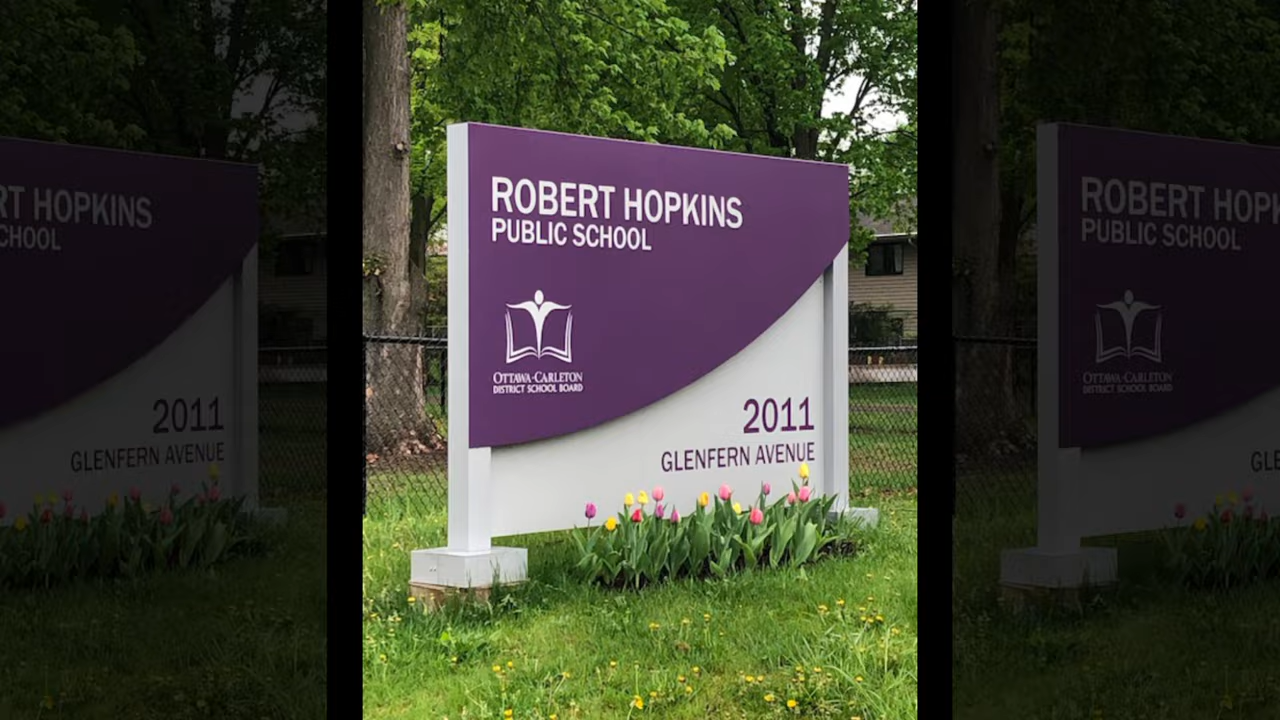 ROBERT HOPKINS
PUBLIC SCHOOL
OTTAWA-CARLETON
DISTRICT SCHOOL BOARD
2011
GLENFERN AVENUE